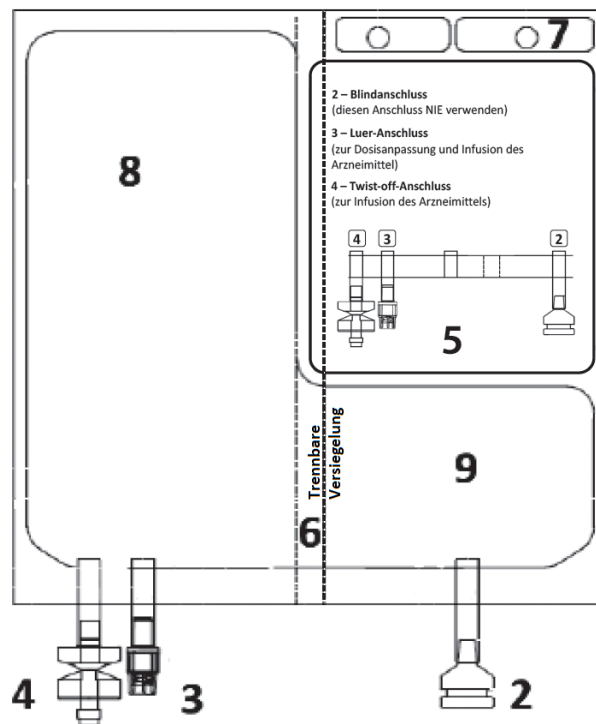 7
2 – Blindanschluss
(diesen Anschluss NIE verwenden)
3 – Luer-Anschluss
(zur Dosisanpassung und Infusion des
Arzneimittel)
4 – Twist-off-Anschluss
(zur Infusion des Arzneimittels)
8
4 3 2
5
Trennbare
Versiegelung
9
6
4 3 2